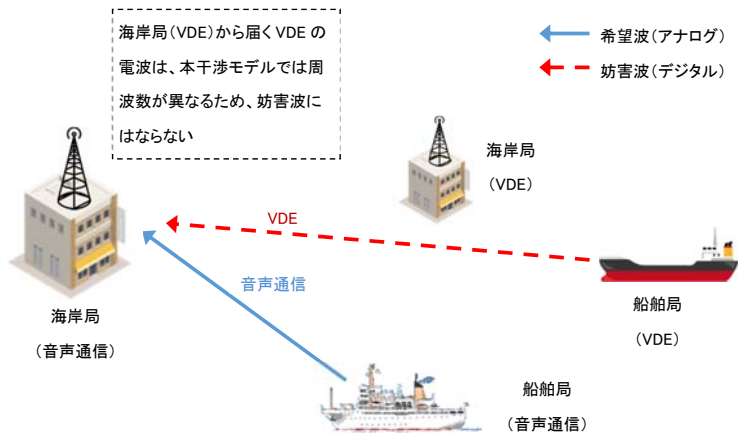 海岸局(VDE)から届く VDE の
電波は、本干渉モデルでは周
波数が異なるため、妨害波に
はならない
希望波(アナログ)
妨害波(デジタル)
海岸局
(VDE)
VDE
音声通信
海岸局
(音声通信)
船舶局
(VDE)
船舶局
(音声通信)